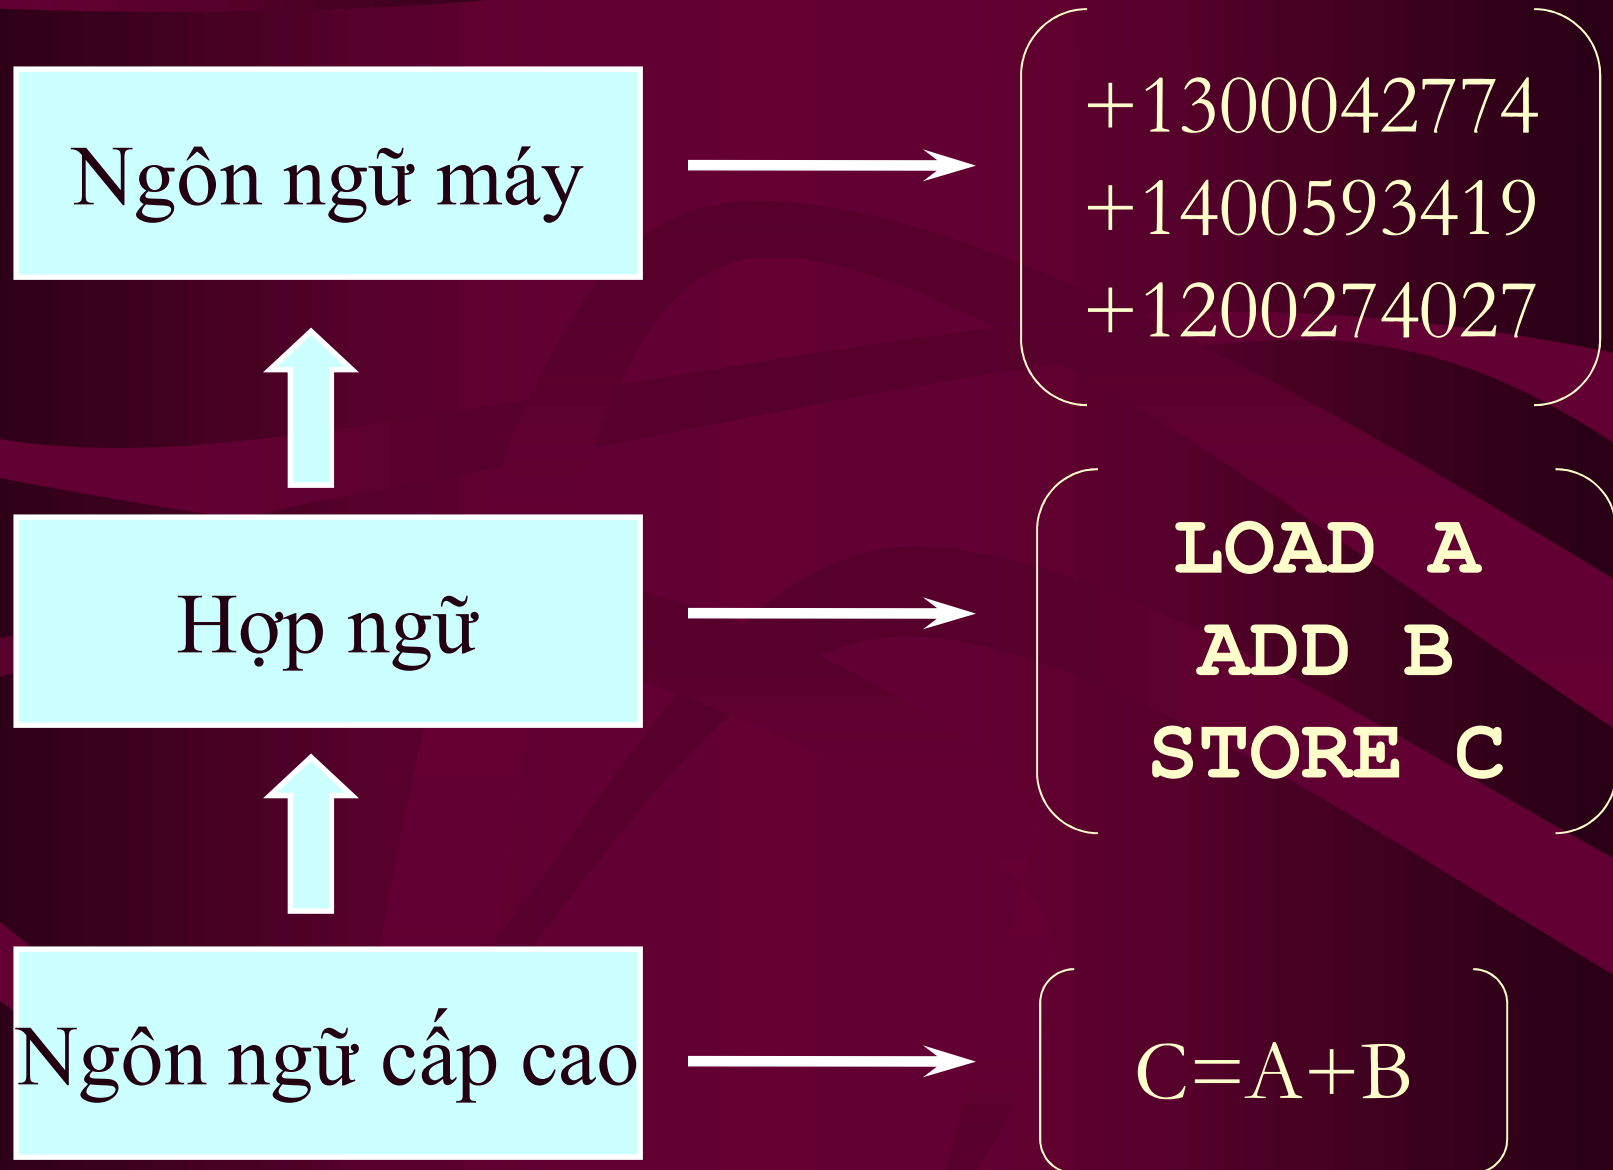 Ngôn ngữ máy
+1300042774
+1400593419
+1200274027
Hợp ngữ
LOAD A
ADD B
STORE C
Ngôn ngữ cấp cao
C=A+B